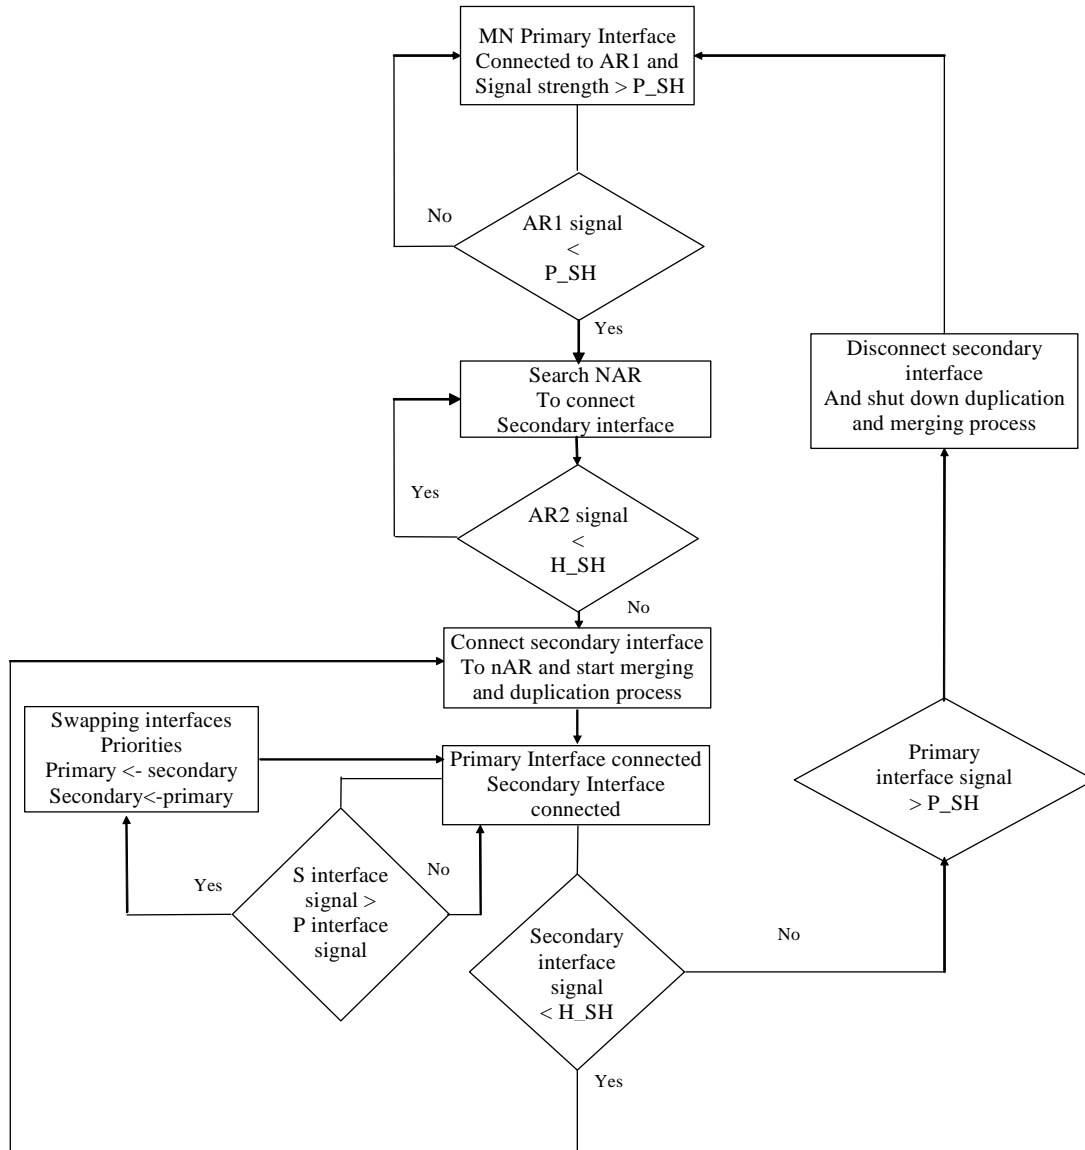 MN Primary Interface
Connected to AR1 and
Signal strength > P_SH
No
AR1 signal
<
P_SH
Yes
Search NAR
To connect
Secondary interface
Disconnect secondary
interface
And shut down duplication
and merging process
Yes
AR2 signal
<
H_SH
No
Connect secondary interface
To nAR and start merging
and duplication process
Swapping interfaces
Priorities
Primary <- secondary
Secondary<-primary
Primary Interface connected
Secondary Interface
connected
Primary
interface signal
> P_SH
Yes
S interface
signal >
P interface
signal
No
Secondary
interface
signal
< H_SH
No
Yes